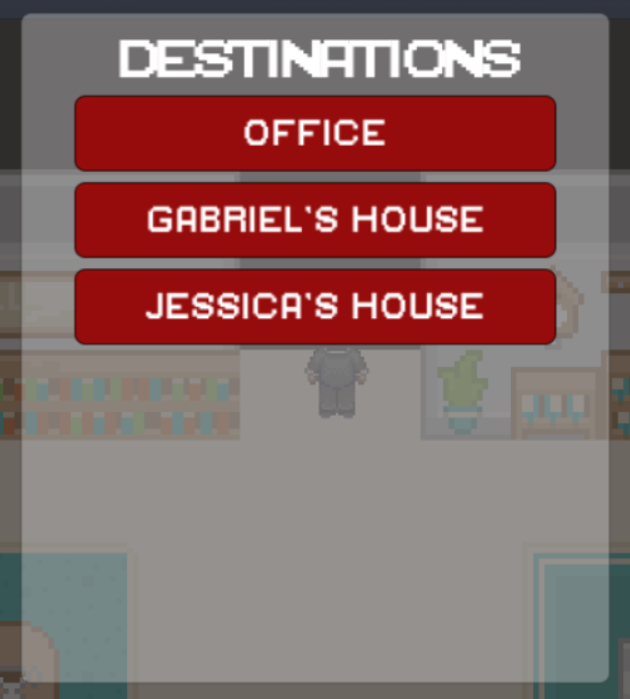 DESTINATIONS
OFFICE
GABRIEL'S HOUSE
JESSICA'S HOUSE